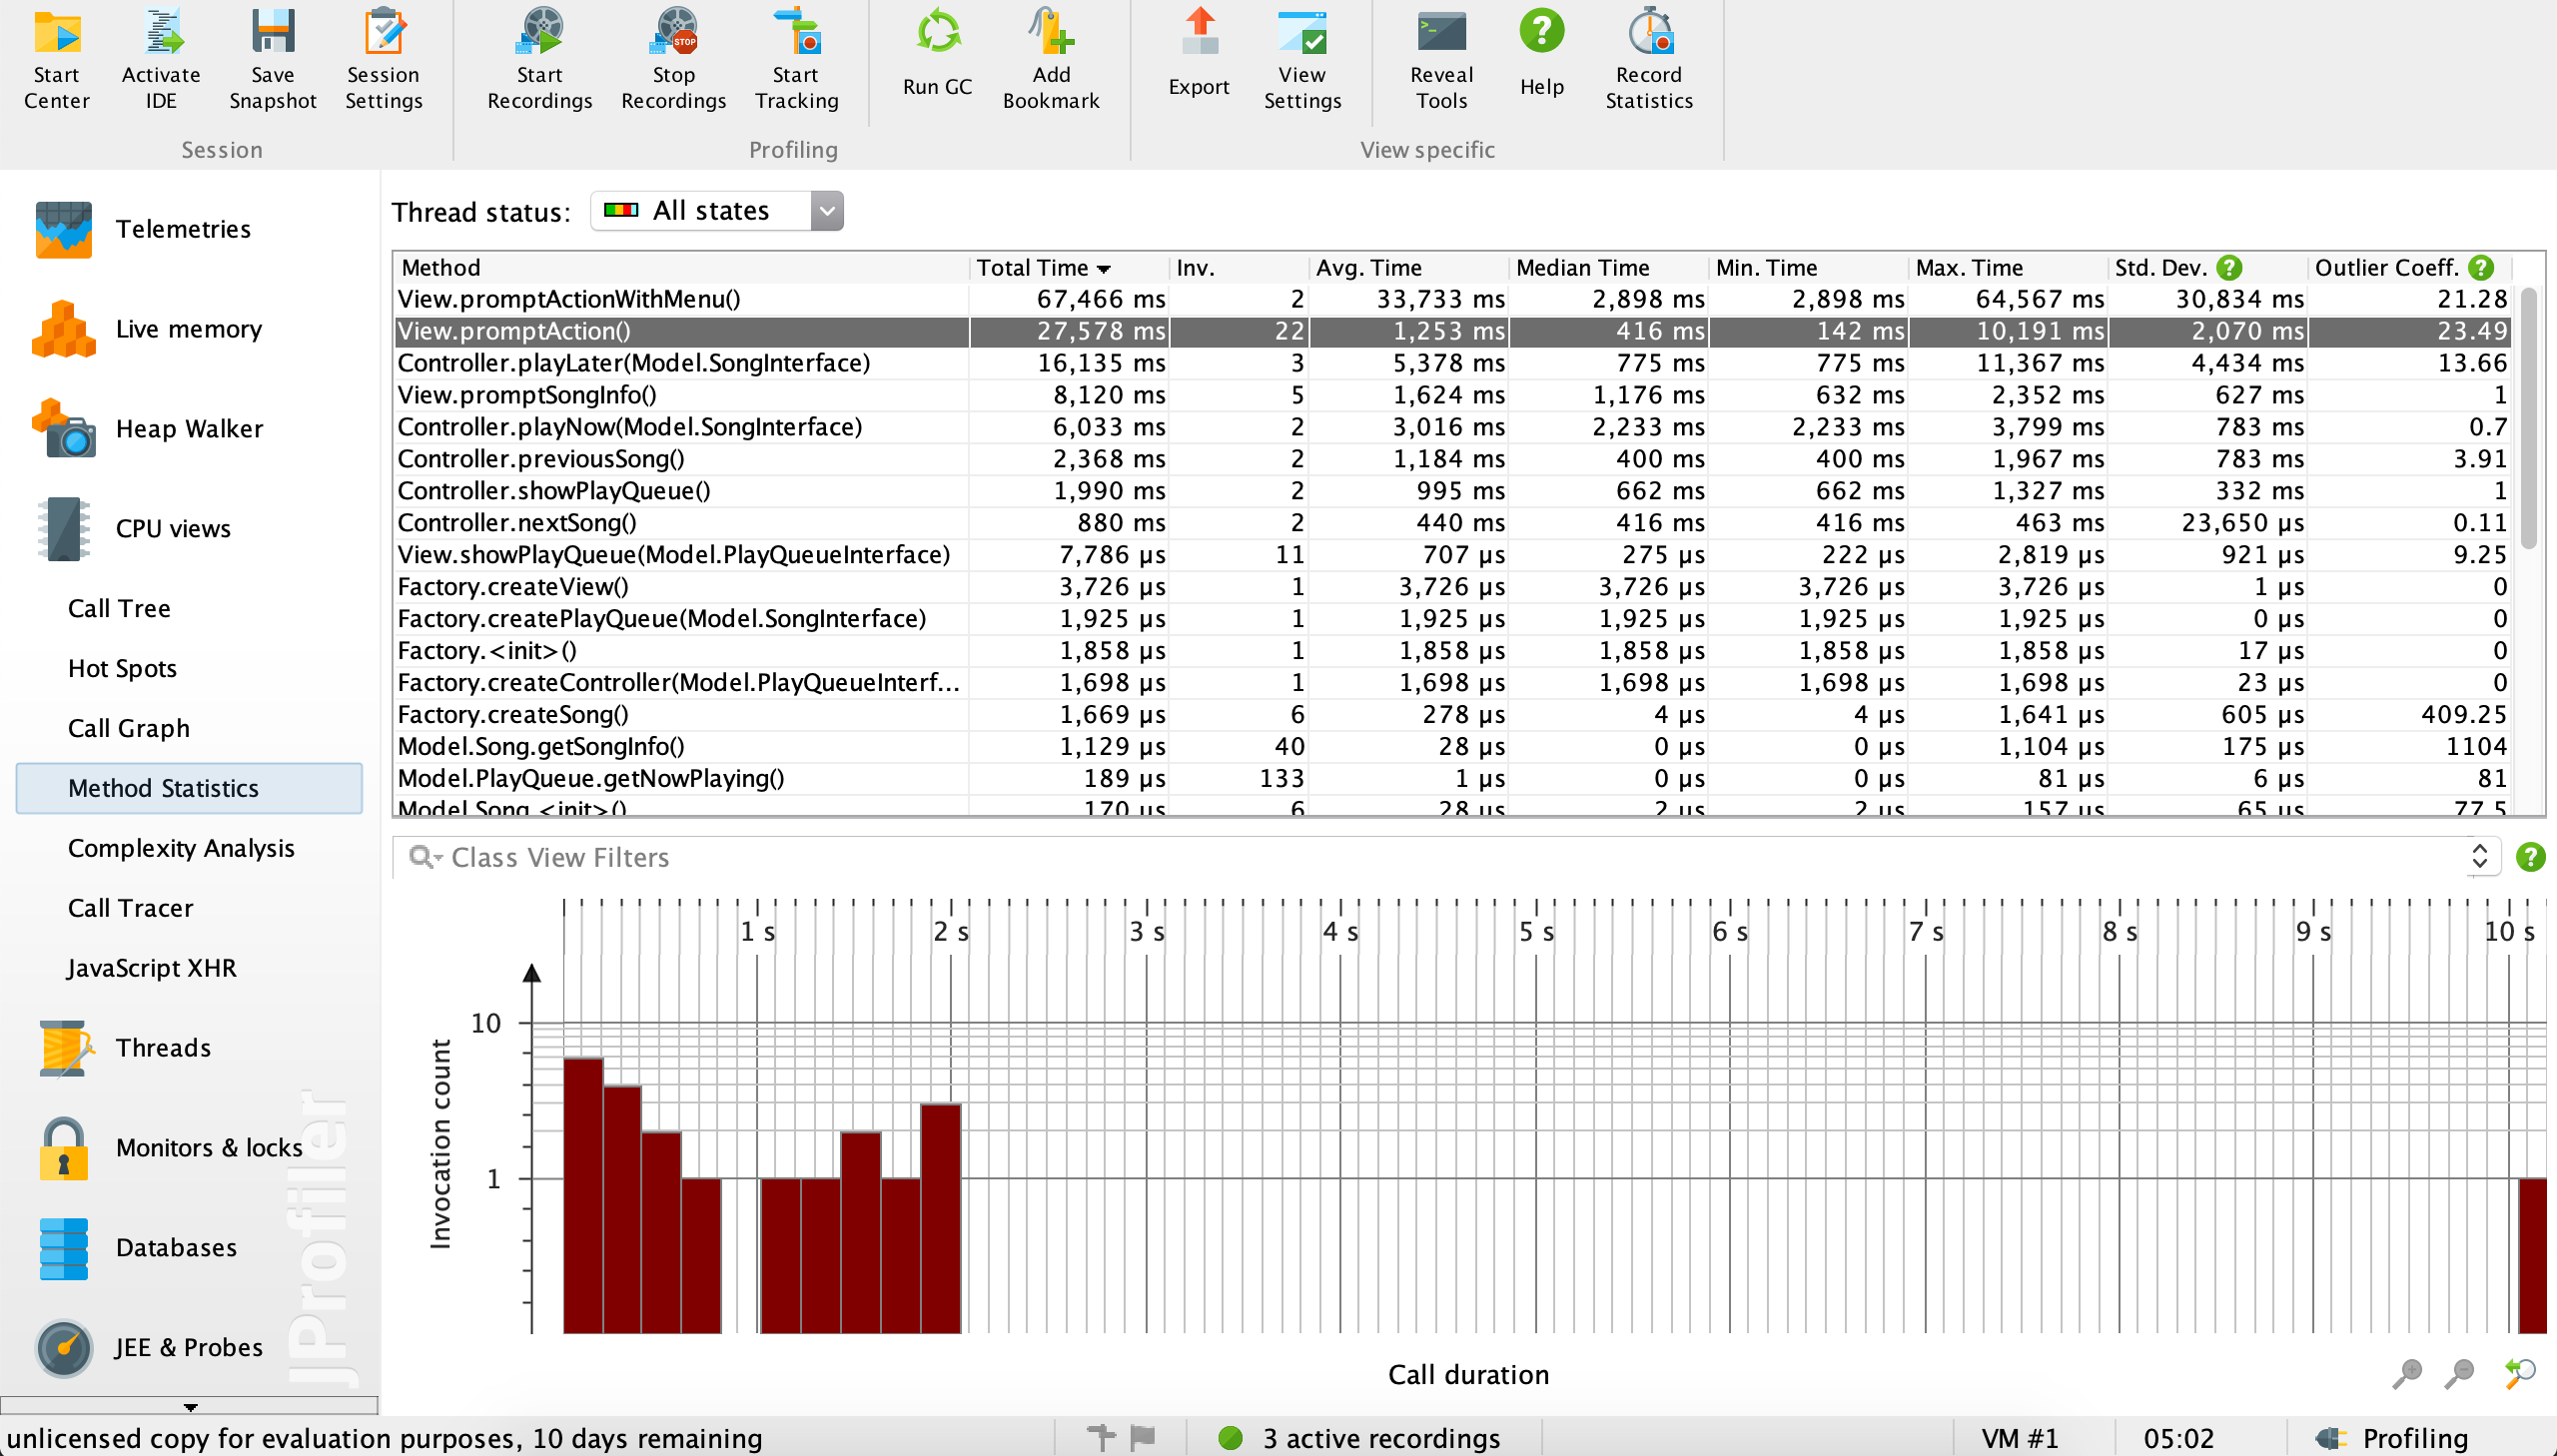 Start Center
Activate IDE
Save Snapshot
Session Settings
Start Recordings
Stop Recordings
Start Tracking
Run GC
Add Bookmark
Export
View Settings
Reveal Tools
Help
Record Statistics
Session
Profiling
View specific
Telemetries
Live memory
Heap Walker
CPU views
Call Tree
Hot Spots
Call Graph
Method Statistics
Complexity Analysis
Call Tracer
JavaScript XHR
Threads
Monitors & locks
Databases
JEE & Probes
JProfiler
Thread status: All states
Method Total Time Inv. Avg. Time Median Time Min. Time Max. Time Std. Dev. ? Outlier Coeff. ?
View.promptActionWithMenu() 67,466 ms 2 33,733 ms 2,898 ms 2,898 ms 64,567 ms 30,834 ms 21.28
View.promptAction() 27,578 ms 22 1,253 ms 416 ms 142 ms 10,191 ms 2,070 ms 23.49
Controller.playLater(Model.SongInterface) 16,135 ms 3 5,378 ms 775 ms 775 ms 11,367 ms 4,434 ms 13.66
View.promptSongInfo() 8,120 ms 5 1,624 ms 1,176 ms 632 ms 2,352 ms 627 ms 1
Controller.playNow(Model.SongInterface) 6,033 ms 2 3,016 ms 2,233 ms 2,233 ms 3,799 ms 783 ms 0.7
Controller.previousSong() 2,368 ms 2 1,184 ms 400 ms 400 ms 1,967 ms 783 ms 3.91
Controller.showPlayQueue() 1,990 ms 2 995 ms 662 ms 662 ms 1,327 ms 332 ms 1
Controller.nextSong() 880 ms 2 440 ms 416 ms 416 ms 463 ms 23,650 µs 0.11
View.showPlayQueue(Model.PlayQueueInterface) 7,786 µs 11 707 µs 275 µs 222 µs 2,819 µs 921 µs 9.25
Factory.createView() 3,726 µs 1 3,726 µs 3,726 µs 3,726 µs 3,726 µs 1 µs 0
Factory.createPlayQueue(Model.SongInterface) 1,925 µs 1 1,925 µs 1,925 µs 1,925 µs 1,925 µs 0 µs 0
Factory.<init>() 1,858 µs 1 1,858 µs 1,858 µs 1,858 µs 1,858 µs 17 µs 0
Factory.createController(Model.PlayQueueInterf... 1,698 µs 1 1,698 µs 1,698 µs 1,698 µs 1,698 µs 23 µs 0
Factory.createSong() 1,669 µs 6 278 µs 4 µs 4 µs 1,641 µs 605 µs 409.25
Model.Song.getSongInfo() 1,129 µs 40 28 µs 0 µs 0 µs 1,104 µs 175 µs 1104
Model.PlayQueue.getNowPlaying() 189 µs 133 1 µs 0 µs 0 µs 81 µs 6 µs 81
Model.Song.<init>() 170 µs 6 28 µs 2 µs 2 µs 157 µs 65 µs 77.5
Class View Filters ?
1 s 2 s 3 s 4 s 5 s 6 s 7 s 8 s 9 s 10 s
10
1
Invocation count
Call duration
unlicensed copy for evaluation purposes, 10 days remaining
3 active recordings
VM #1
05:02
Profiling